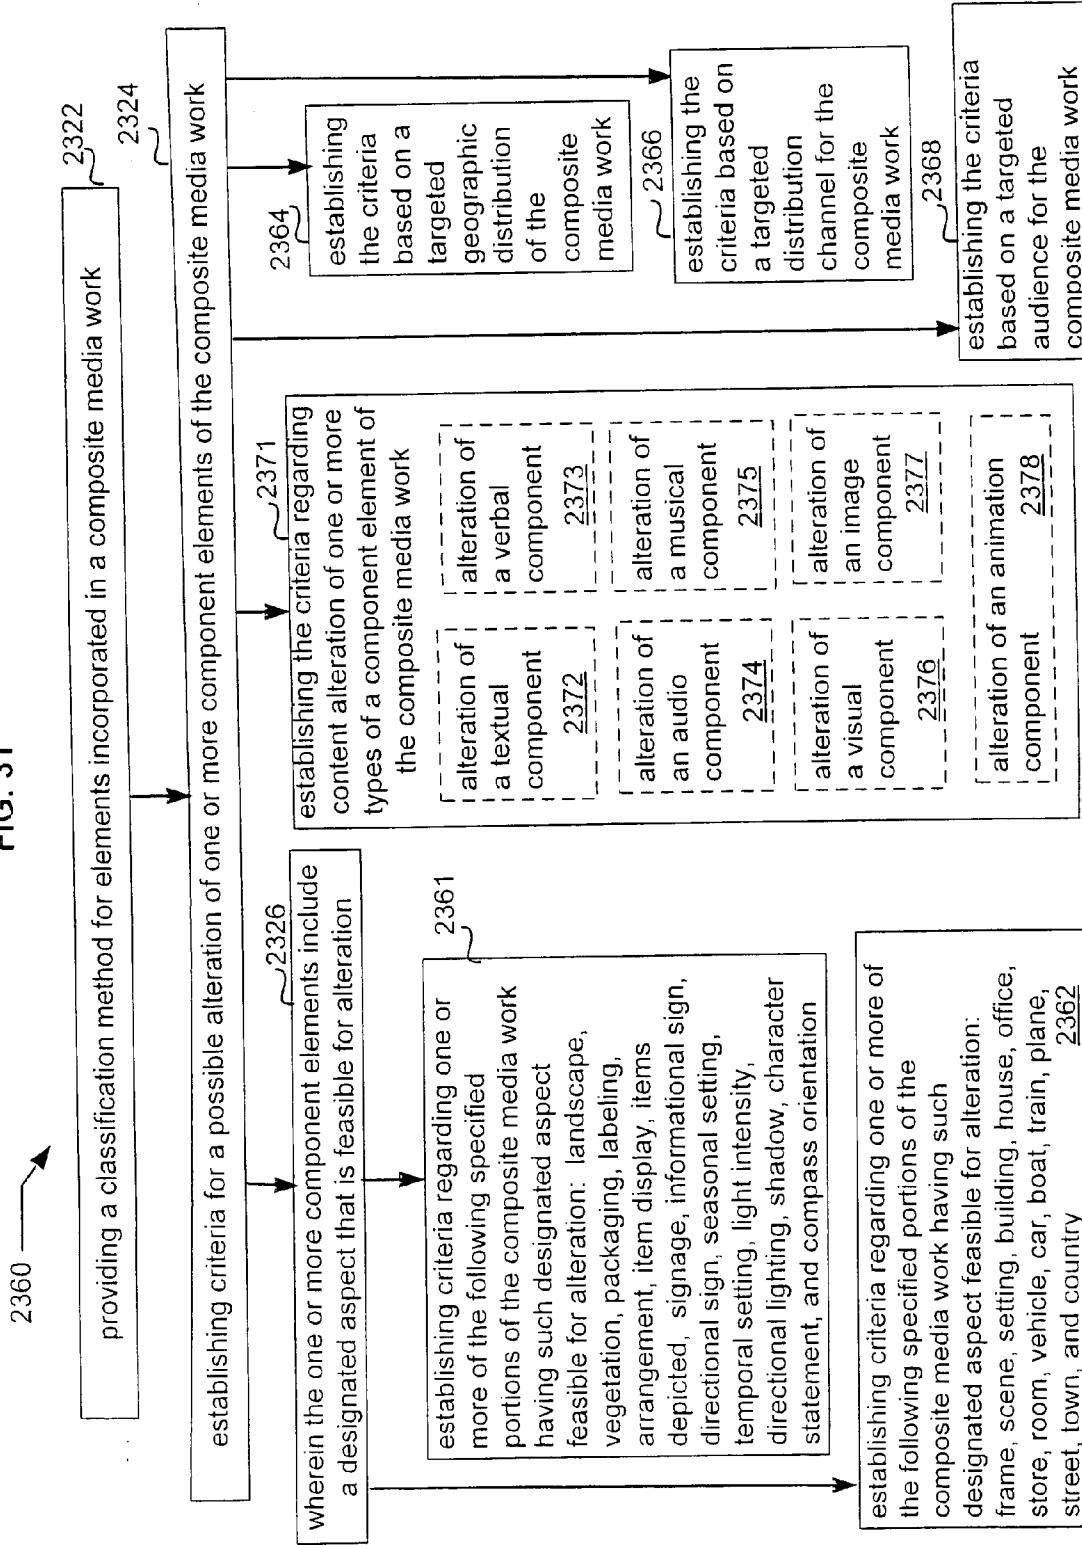 FIG. 31
2360
providing a classification method for elements incorporated in a composite media work
2322
establishing criteria for a possible alteration of one or more component elements of the composite media work
2324
wherein the one or more component elements include
a designated aspect that is feasible for alteration
2326
establishing criteria regarding one or
more of the following specified
portions of the composite media work
having such designated aspect
feasible for alteration: landscape,
vegetation, packaging, labeling,
arrangement, item display, items
depicted, signage, informational sign,
directional sign, seasonal setting,
temporal setting, light intensity,
directional lighting, shadow, character
statement, and compass orientation
2361
establishing criteria regarding one or more of
the following specified portions of the
composite media work having such
designated aspect feasible for alteration:
frame, scene, setting, building, house, office,
store, room, vehicle, car, boat, train, plane,
street, town, and country 2362
2371
establishing the criteria regarding
content alteration of one or more
types of a component element of
the composite media work
alteration of
a textual
component
2372
alteration of
a verbal
component
2373
alteration of
an audio
component
2374
alteration of
a musical
component
2375
alteration of
a visual
component
2376
alteration of
an image
component
2377
alteration of an animation
component 2378
2364
establishing
the criteria
based on a
targeted
geographic
distribution
of the
composite
media work
2366
establishing the
criteria based on
a targeted
distribution
channel for the
composite
media work
2368
establishing the criteria
based on a targeted
audience for the
composite media work